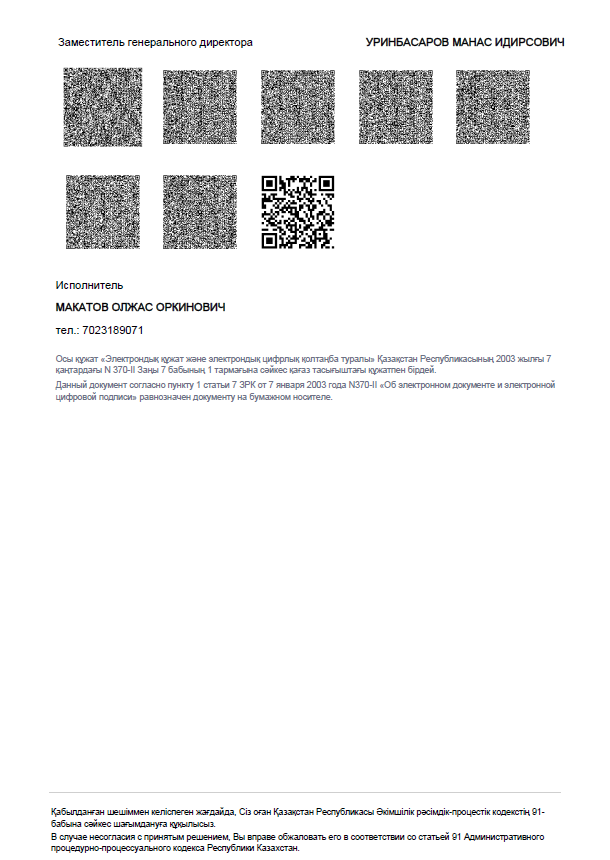 Заместитель генерального директора УРИНБАСАРОВ МАНАС ИДИРСОВИЧ
Исполнитель
МАКАТОВ ОЛЖАС ОРКИНОВИЧ
тел.: 7023189071
Осы құжат «Электрондық құжат және электрондық цифрлық қолтаңба туралы» Қазақстан Республикасының 2003 жылғы 7
қаңтардағы N 370-II Заңы 7 бабының 1 тармағына сәйкес қағаз тасығыштағы құжатпен бірдей.
Данный документ согласно пункту 1 статьи 7 ЗРК от 7 января 2003 года N370-II «Об электронном документе и электронной
цифровой подписи» равнозначен документу на бумажном носителе.
Қабылданған шешіммен келіспеген жағдайда, Сіз оған Қазақстан Республикасы Әкімшілік рәсімдік-процестік кодекстің 91-
бабына сәйкес шағымдануға құқылысыз.
В случае несогласия с принятым решением, Вы вправе обжаловать его в соответствии со статьей 91 Административного
процедурно-процессуального кодекса Республики Казахстан.